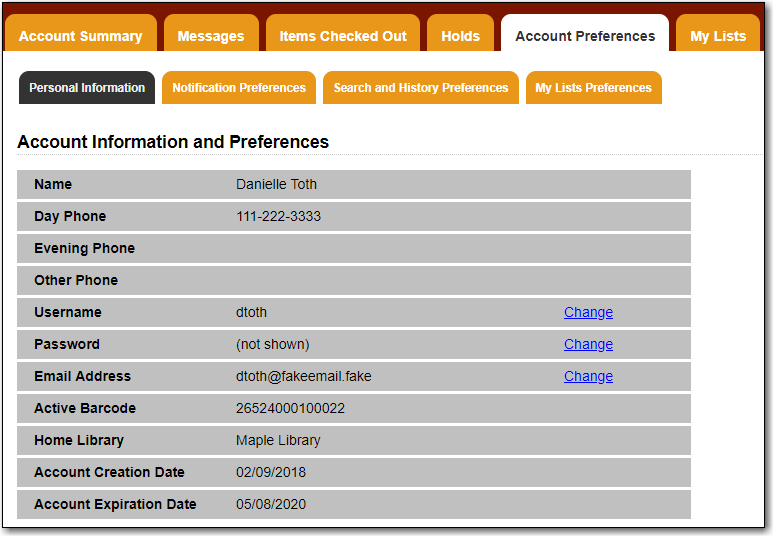 Account Summary Messages Items Checked Out Holds Account Preferences My Lists
Personal Information Notification Preferences Search and History Preferences My Lists Preferences
Account Information and Preferences
Name Danielle Toth
Day Phone 111-222-3333
Evening Phone
Other Phone
Username dtoth Change
Password (not shown) Change
Email Address dtoth@fakeemail.fake Change
Active Barcode 26524000100022
Home Library Maple Library
Account Creation Date 02/09/2018
Account Expiration Date 05/08/2020